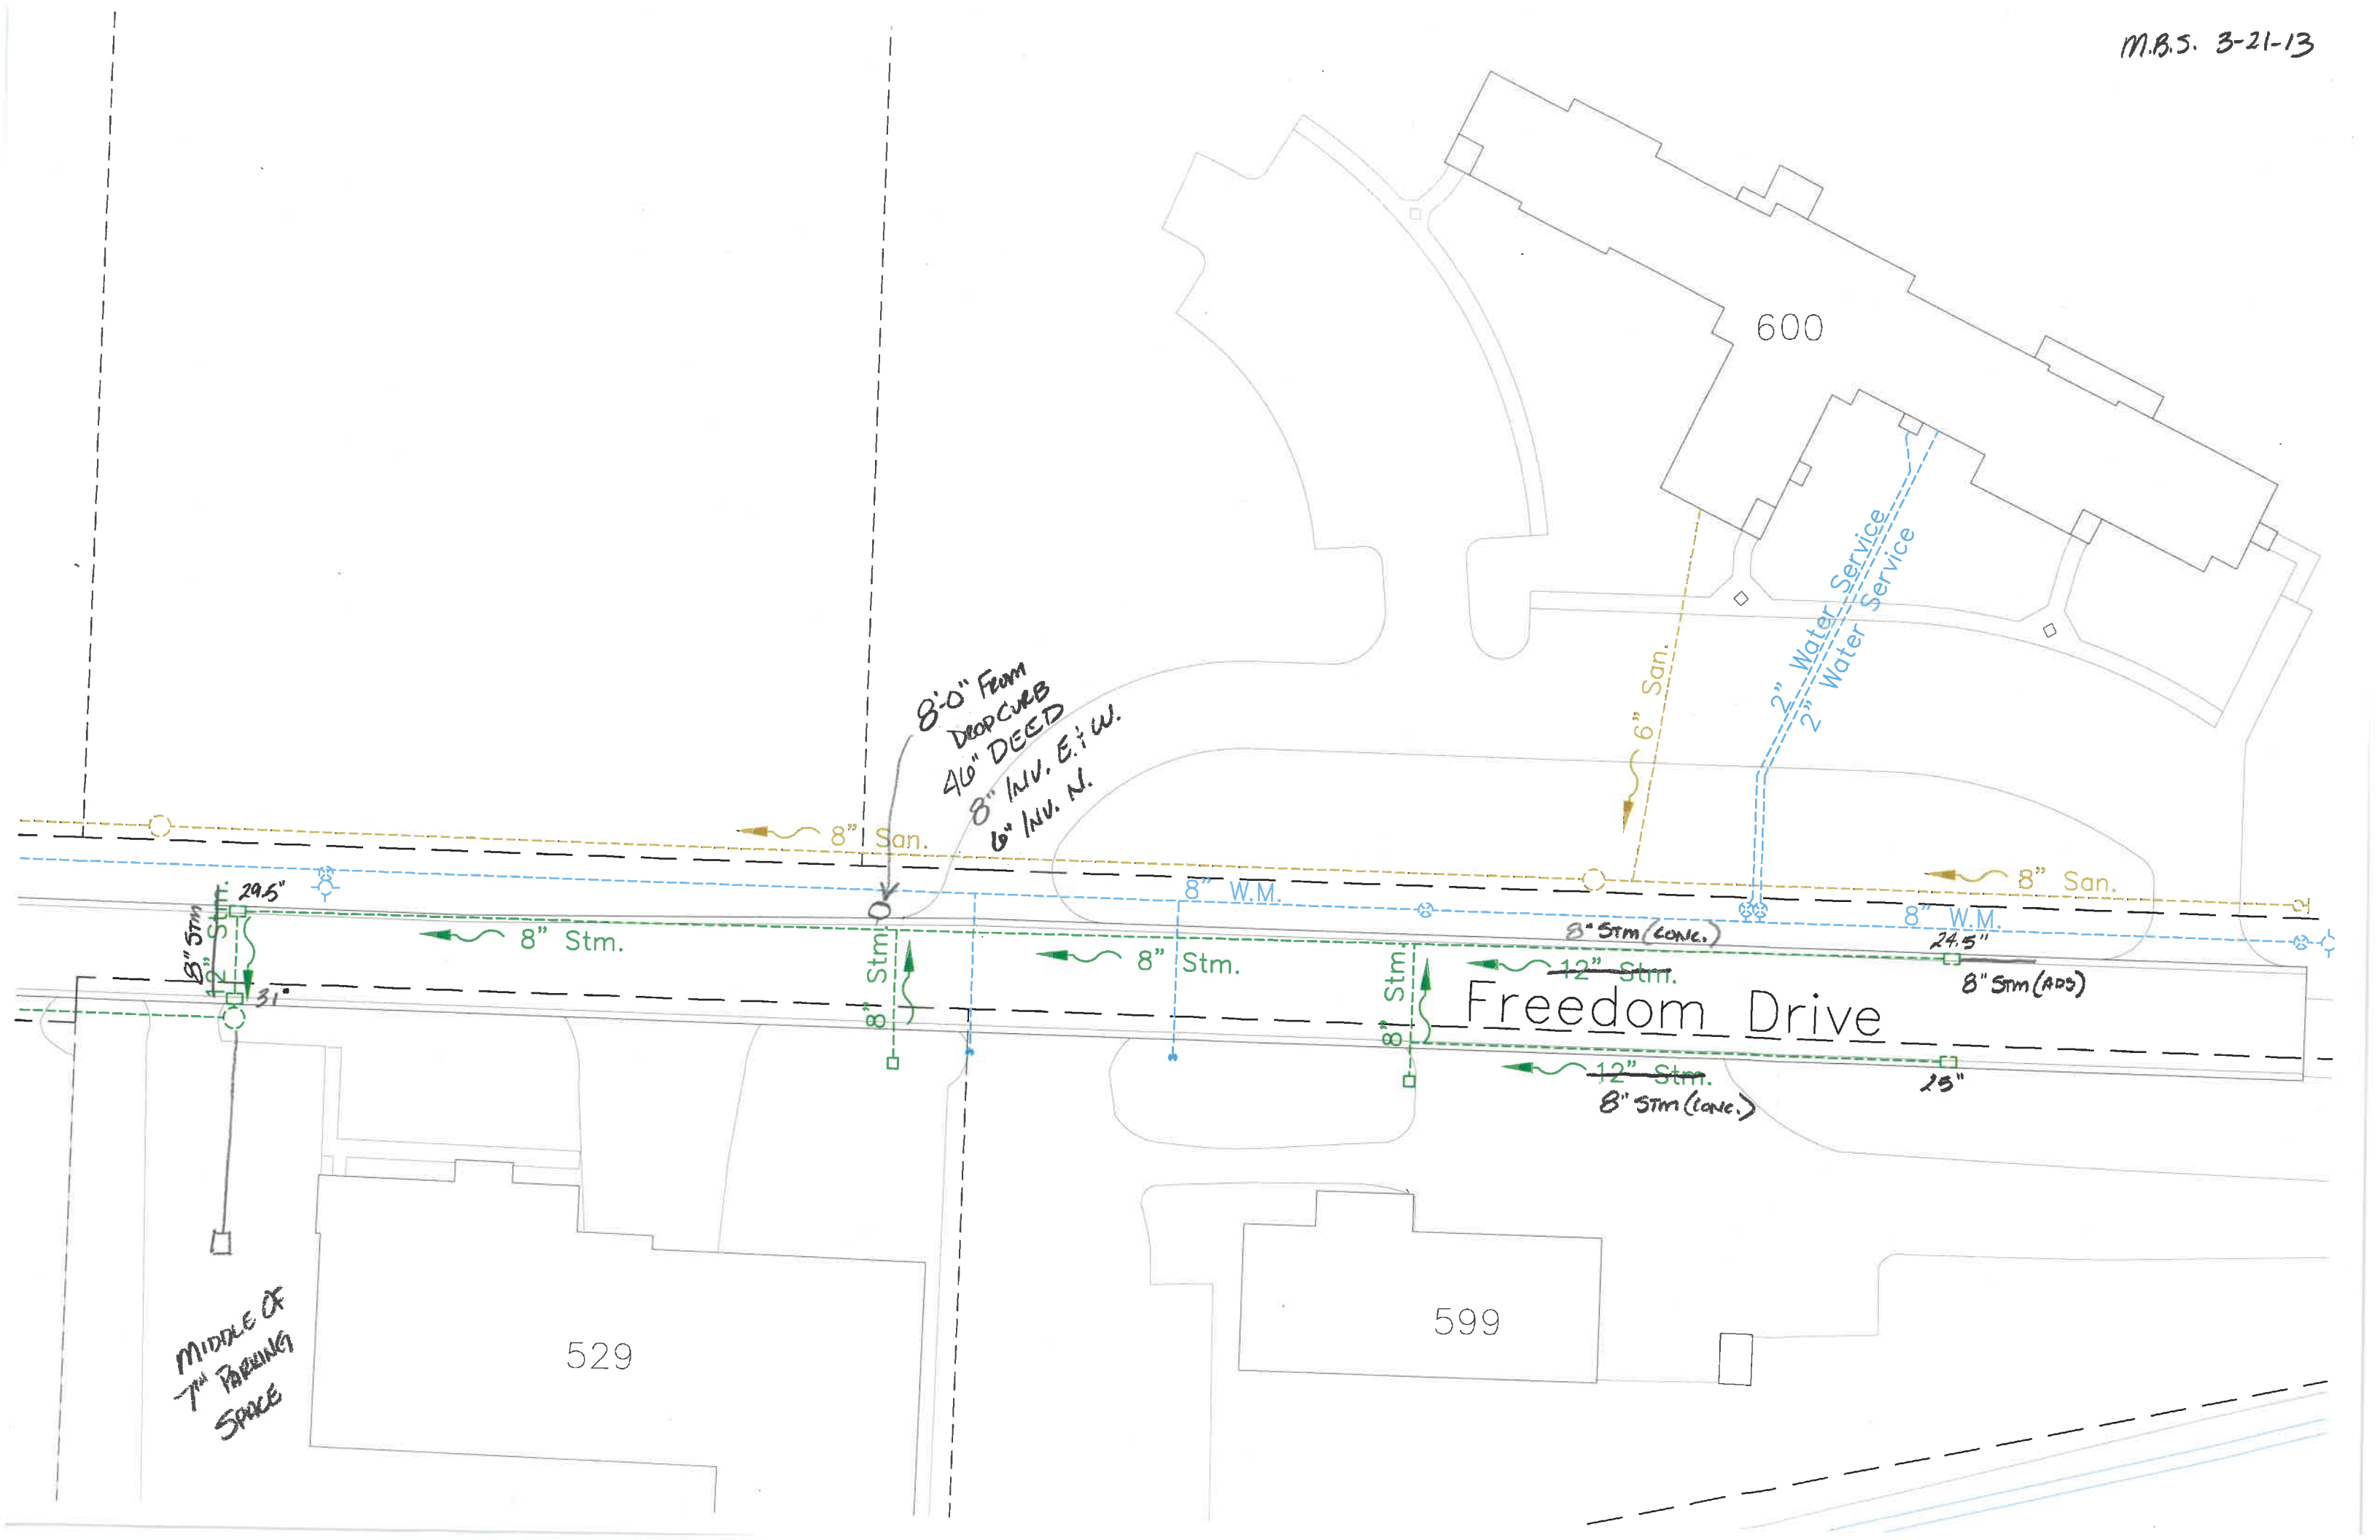 M.B.S. 3-21-13
600
2" Water Service
2" Water Service
6" San.
8'-0" FROM
DROP CURB
46" DEED
8" INV. E. & W.
6" INV. N.
8" San.
8" San.
8" W.M.
8" W.M.
29.5"
8" STM
12" Stm.
31"
8" Stm.
8" Stm.
8" Stm.
8" Stm.
8" STM (CONC.)
12" Stm.
24.5"
8" STM (ADS)
Freedom Drive
12" Stm.
8" STM (CONC.)
25"
529
599
MIDDLE OF
7TH PARKING
SPACE